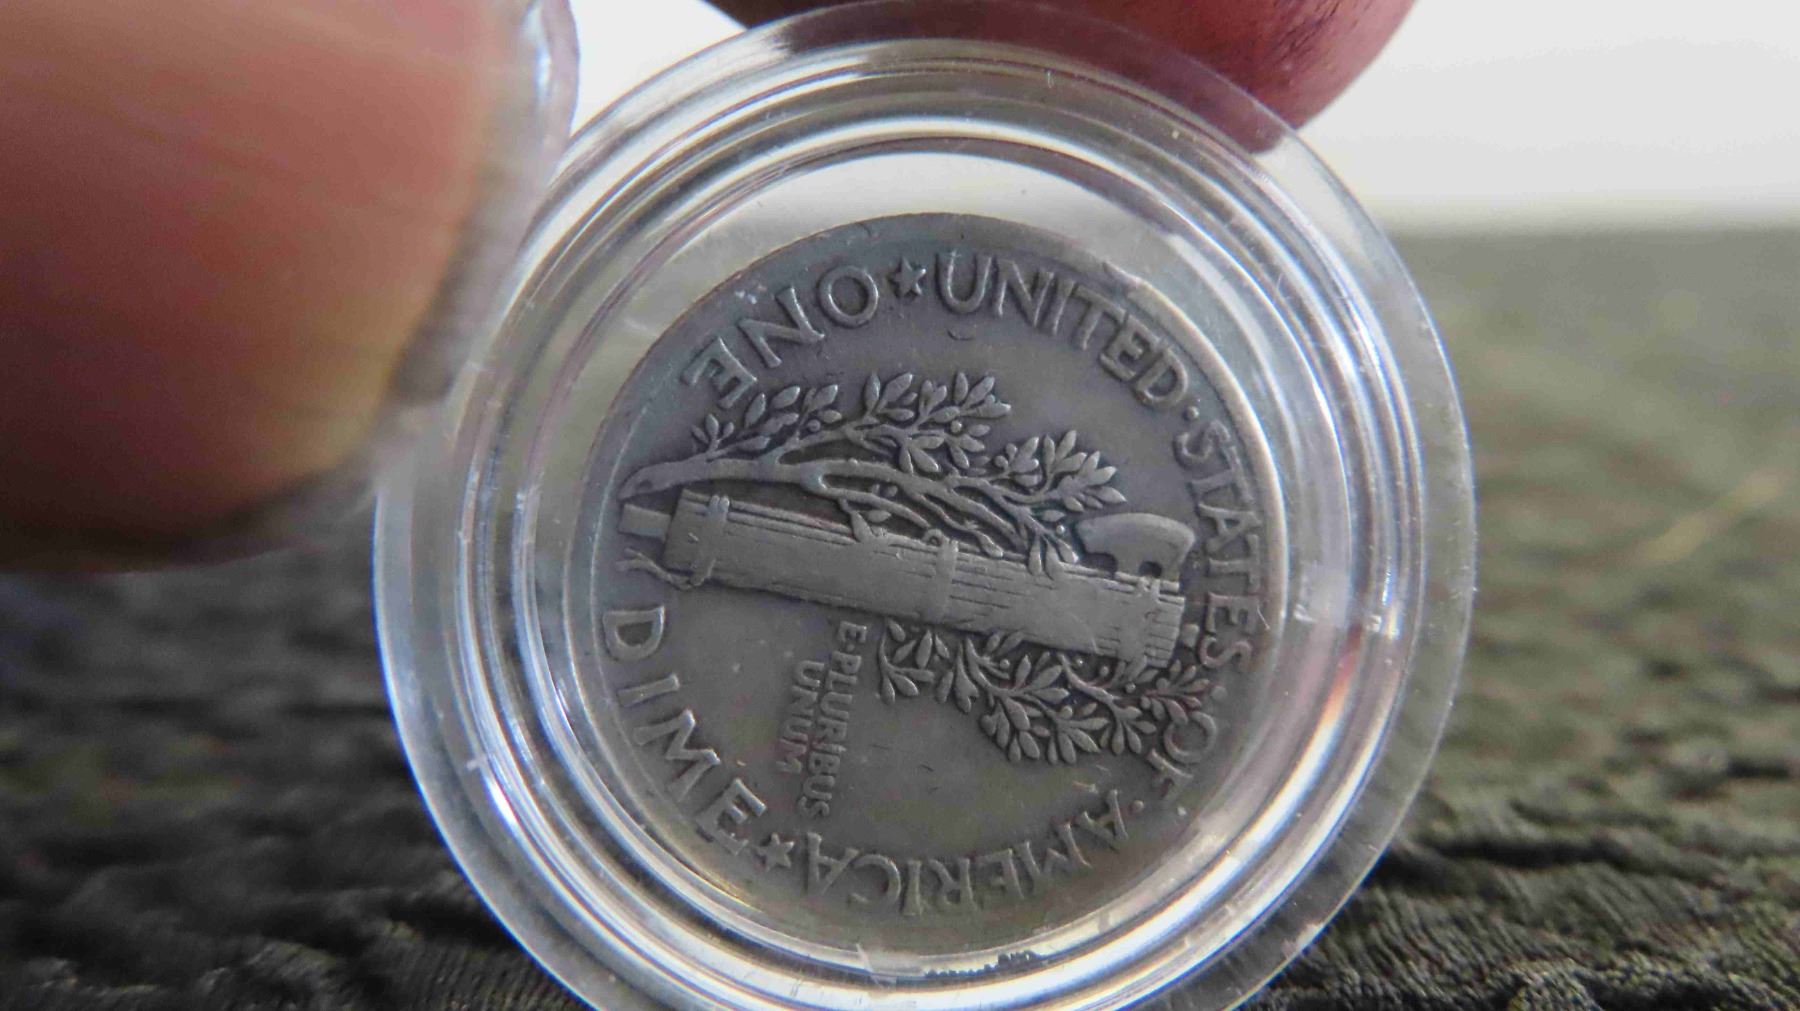 UNITED·STATES·OF·AMERICA
E·PLURIBUS
UNUM
★ONE DIME★